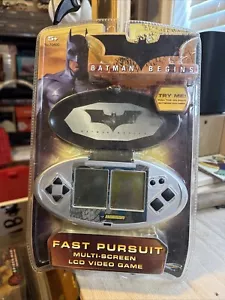 5+
BATMAN BEGINS
TRY ME!
FAST PURSUIT
MULTI-SCREEN
LCD VIDEO GAME